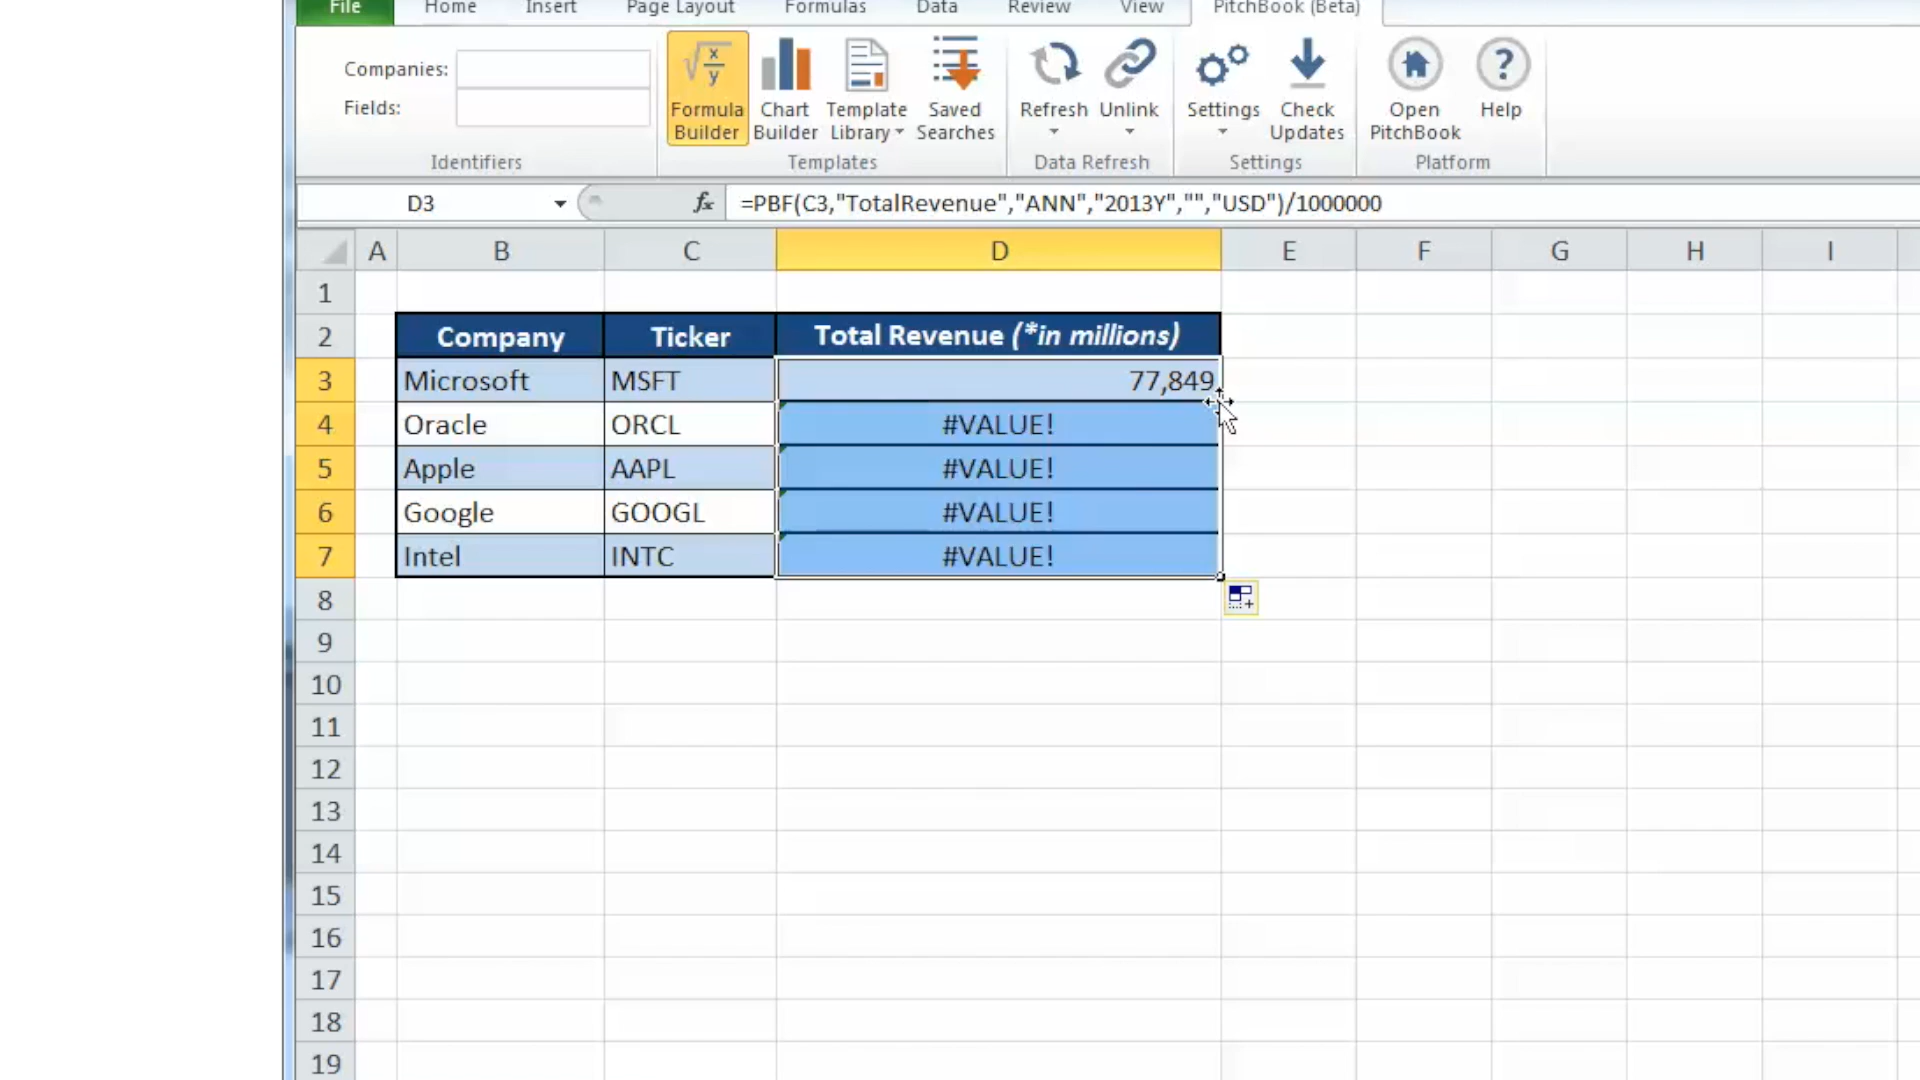 File Home Insert Page Layout Formulas Data Review View PitchBook (Beta)
Companies:
Fields:
Identifiers
Formula Builder
Chart Builder
Template Library
Saved Searches
Templates
Refresh
Unlink
Data Refresh
Settings
Check Updates
Settings
Open PitchBook
Help
Platform
D3 fx =PBF(C3,"TotalRevenue","ANN","2013Y","","USD")/1000000
A B C D E F G H I
1
2 Company Ticker Total Revenue (*in millions)
3 Microsoft MSFT 77,849
4 Oracle ORCL #VALUE!
5 Apple AAPL #VALUE!
6 Google GOOGL #VALUE!
7 Intel INTC #VALUE!
8
9
10
11
12
13
14
15
16
17
18
19